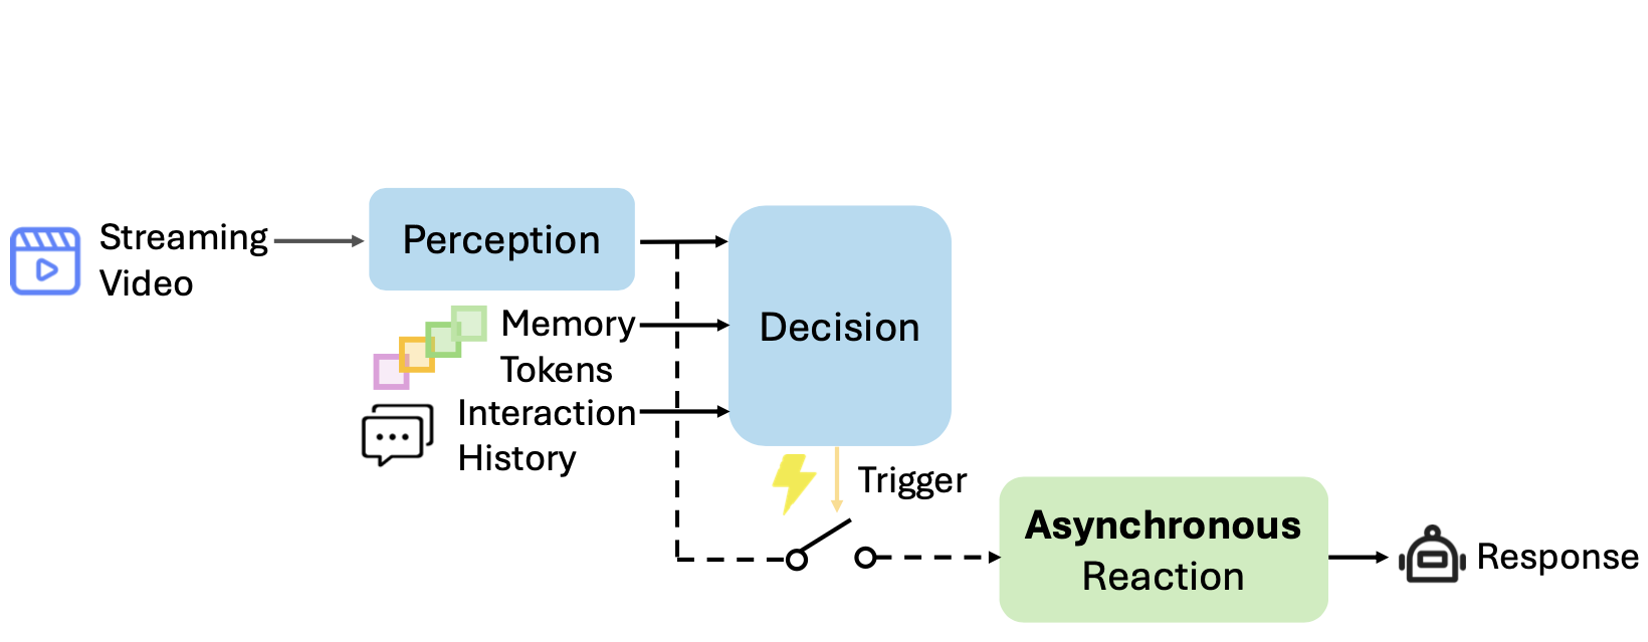 Streaming
Video
Perception
Memory
Tokens
Interaction
History
Decision
Trigger
Asynchronous
Reaction
Response